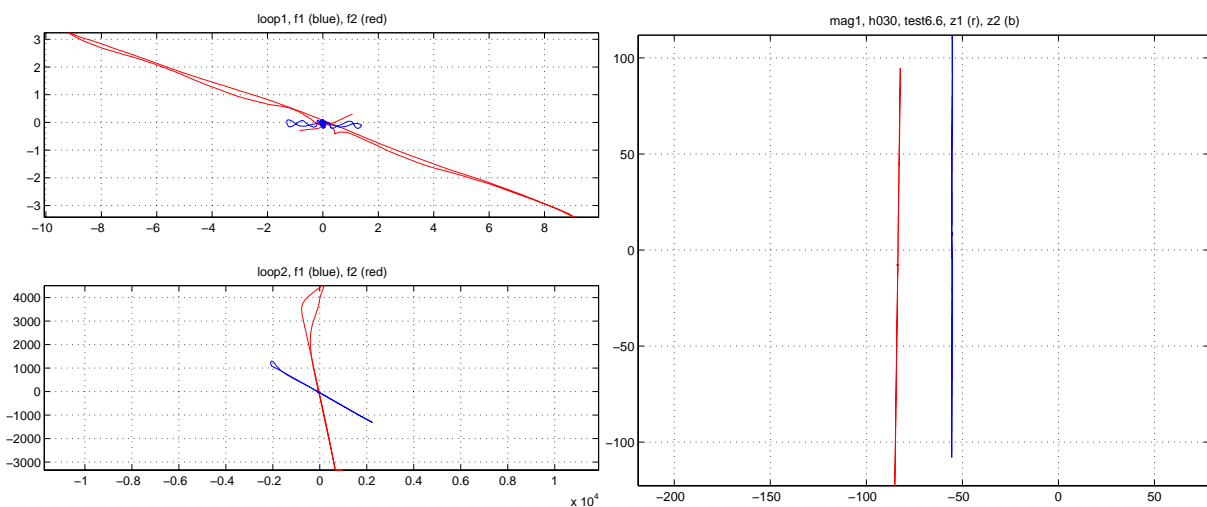 loop1, f1 (blue), f2 (red)
3
2
1
0
−1
−2
−3
−10 −8 −6 −4 −2 0 2 4 6 8
loop2, f1 (blue), f2 (red)
4000
3000
2000
1000
0
−1000
−2000
−3000
−1 −0.8 −0.6 −0.4 −0.2 0 0.2 0.4 0.6 0.8 1
x 10^4
mag1, h030, test6.6, z1 (r), z2 (b)
100
50
0
−50
−100
−200 −150 −100 −50 0 50